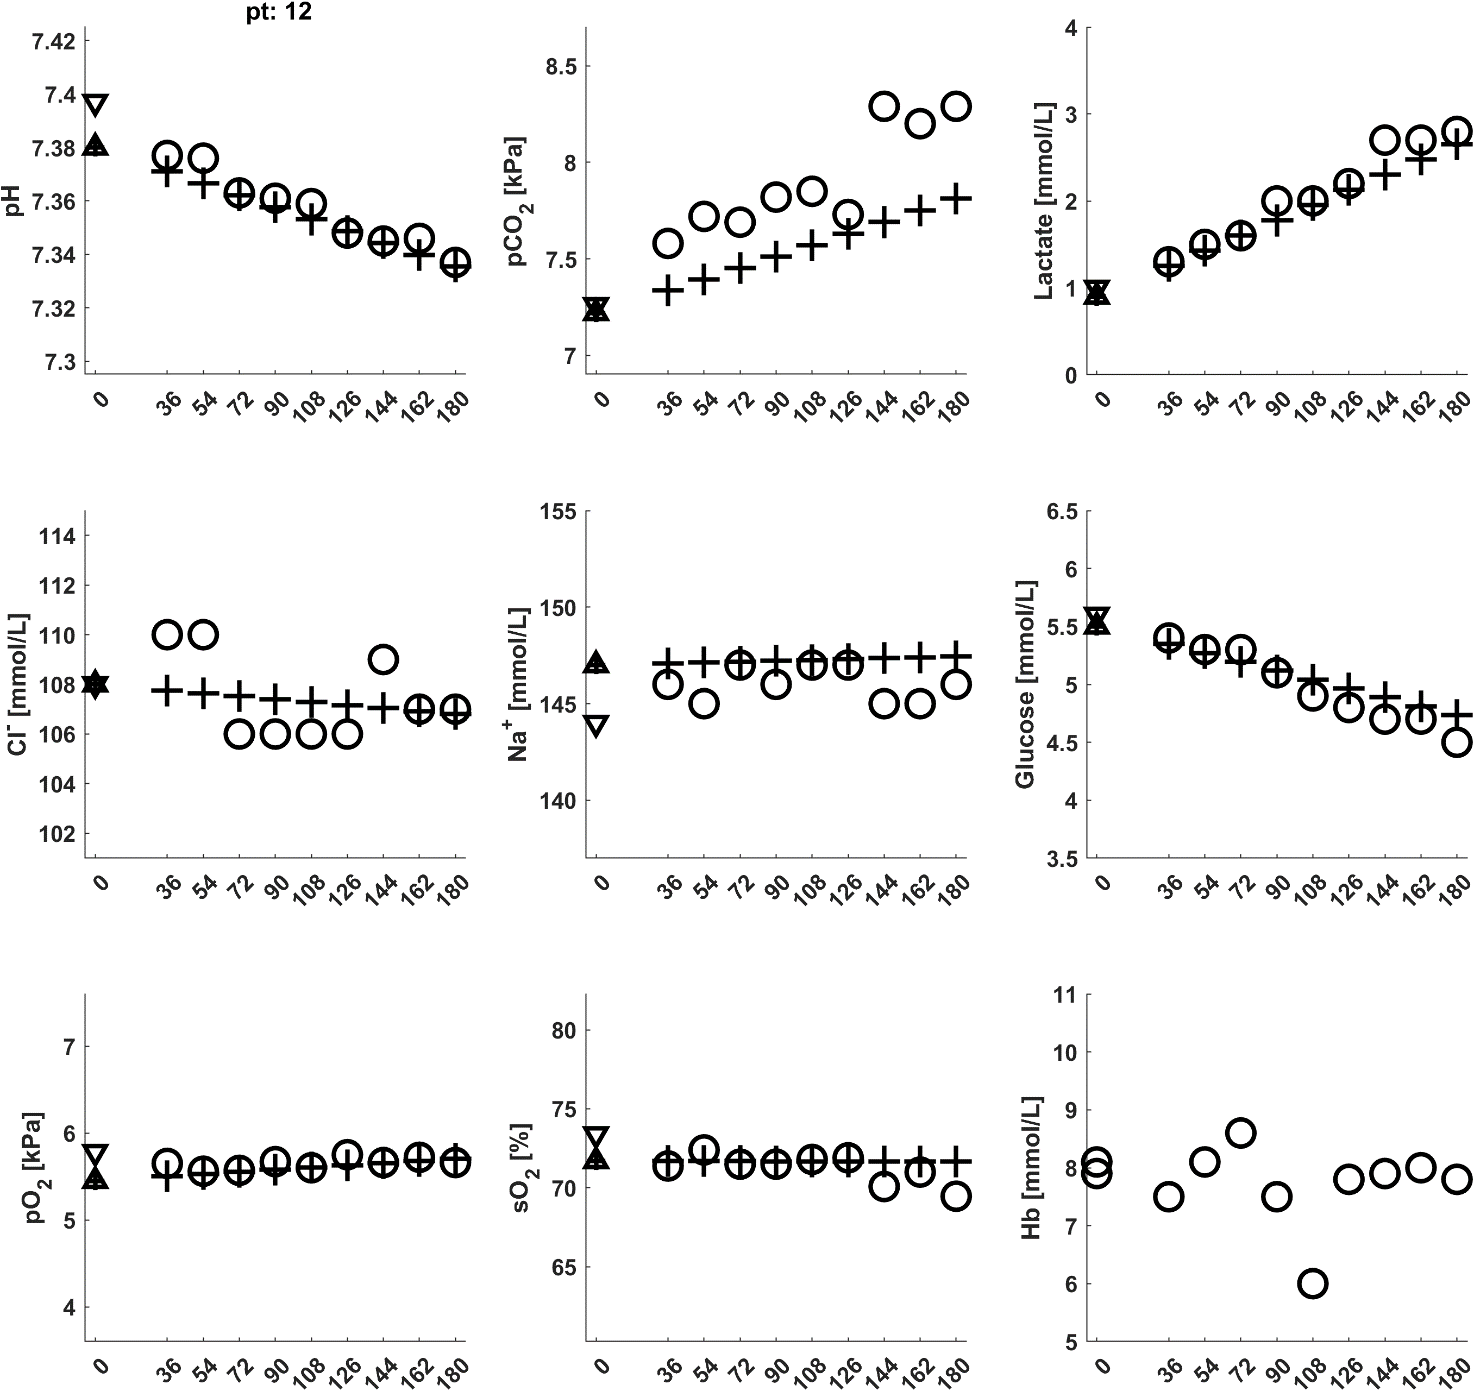 pt: 12
pH
7.42
7.4
7.38
7.36
7.34
7.32
7.3
0 36 54 72 90 108 126 144 162 180
pCO2 [kPa]
8.5
8
7.5
7
0 36 54 72 90 108 126 144 162 180
Lactate [mmol/L]
4
3
2
1
0
0 36 54 72 90 108 126 144 162 180
Cl- [mmol/L]
114
112
110
108
106
104
102
0 36 54 72 90 108 126 144 162 180
Na+ [mmol/L]
155
150
145
140
0 36 54 72 90 108 126 144 162 180
Glucose [mmol/L]
6.5
6
5.5
5
4.5
4
3.5
0 36 54 72 90 108 126 144 162 180
pO2 [kPa]
7
6
5
4
0 36 54 72 90 108 126 144 162 180
sO2 [%]
80
75
70
65
0 36 54 72 90 108 126 144 162 180
Hb [mmol/L]
11
10
9
8
7
6
5
0 36 54 72 90 108 126 144 162 180